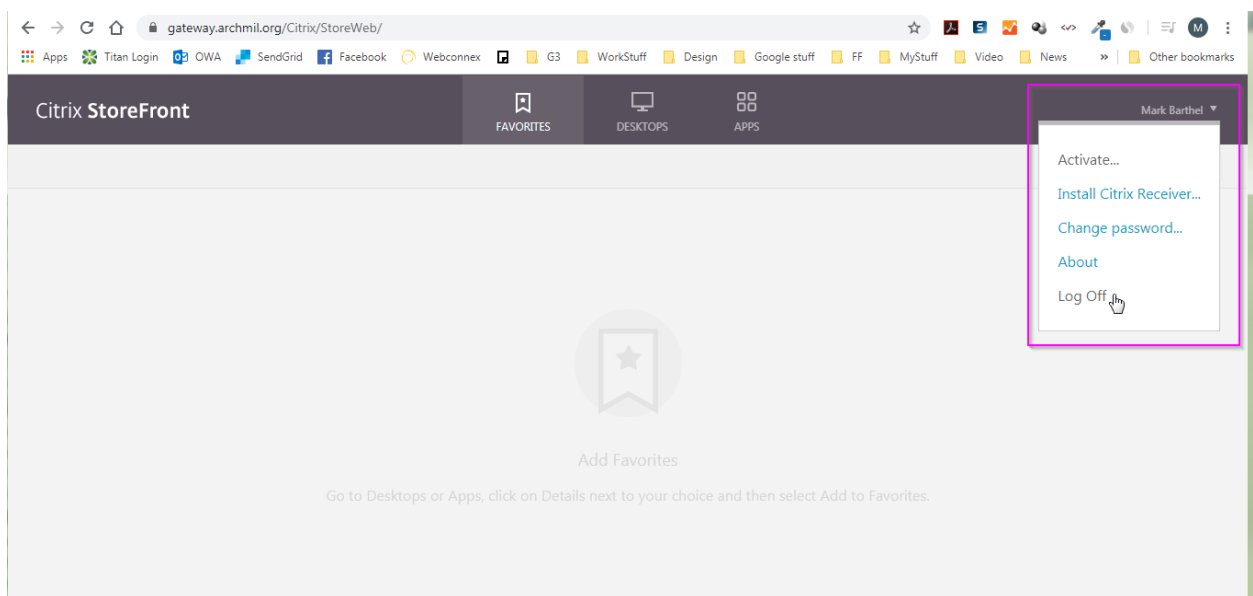 gateway.archmil.org/Citrix/StoreWeb/ S M
Apps Titan Login OWA SendGrid Facebook Webconnex G3 WorkStuff Design Google stuff FF MyStuff Video News » Other bookmarks
Citrix StoreFront
FAVORITES DESKTOPS APPS
Mark Barthel
Activate...
Install Citrix Receiver...
Change password...
About
Log Off
Add Favorites
Go to Desktops or Apps, click on Details next to your choice and then select Add to Favorites.